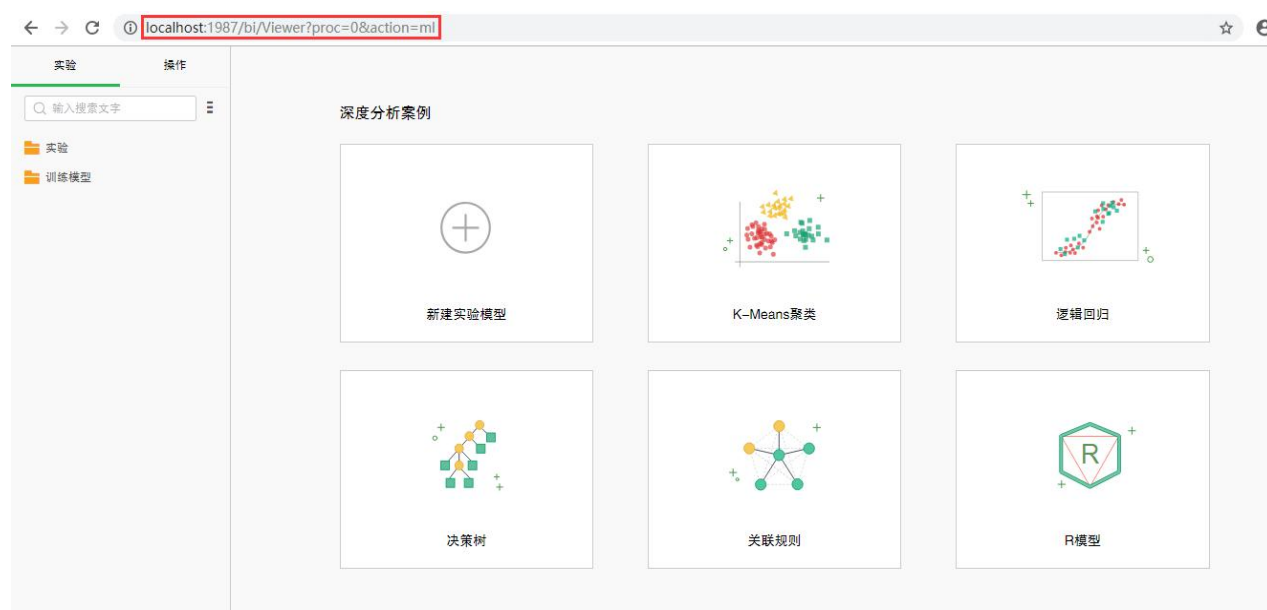 localhost:1987/bi/Viewer?proc=0&action=ml
实验 操作
输入搜索文字
实验
训练模型
深度分析案例
新建实验模型
K-Means聚类
逻辑回归
决策树
关联规则
R
R模型